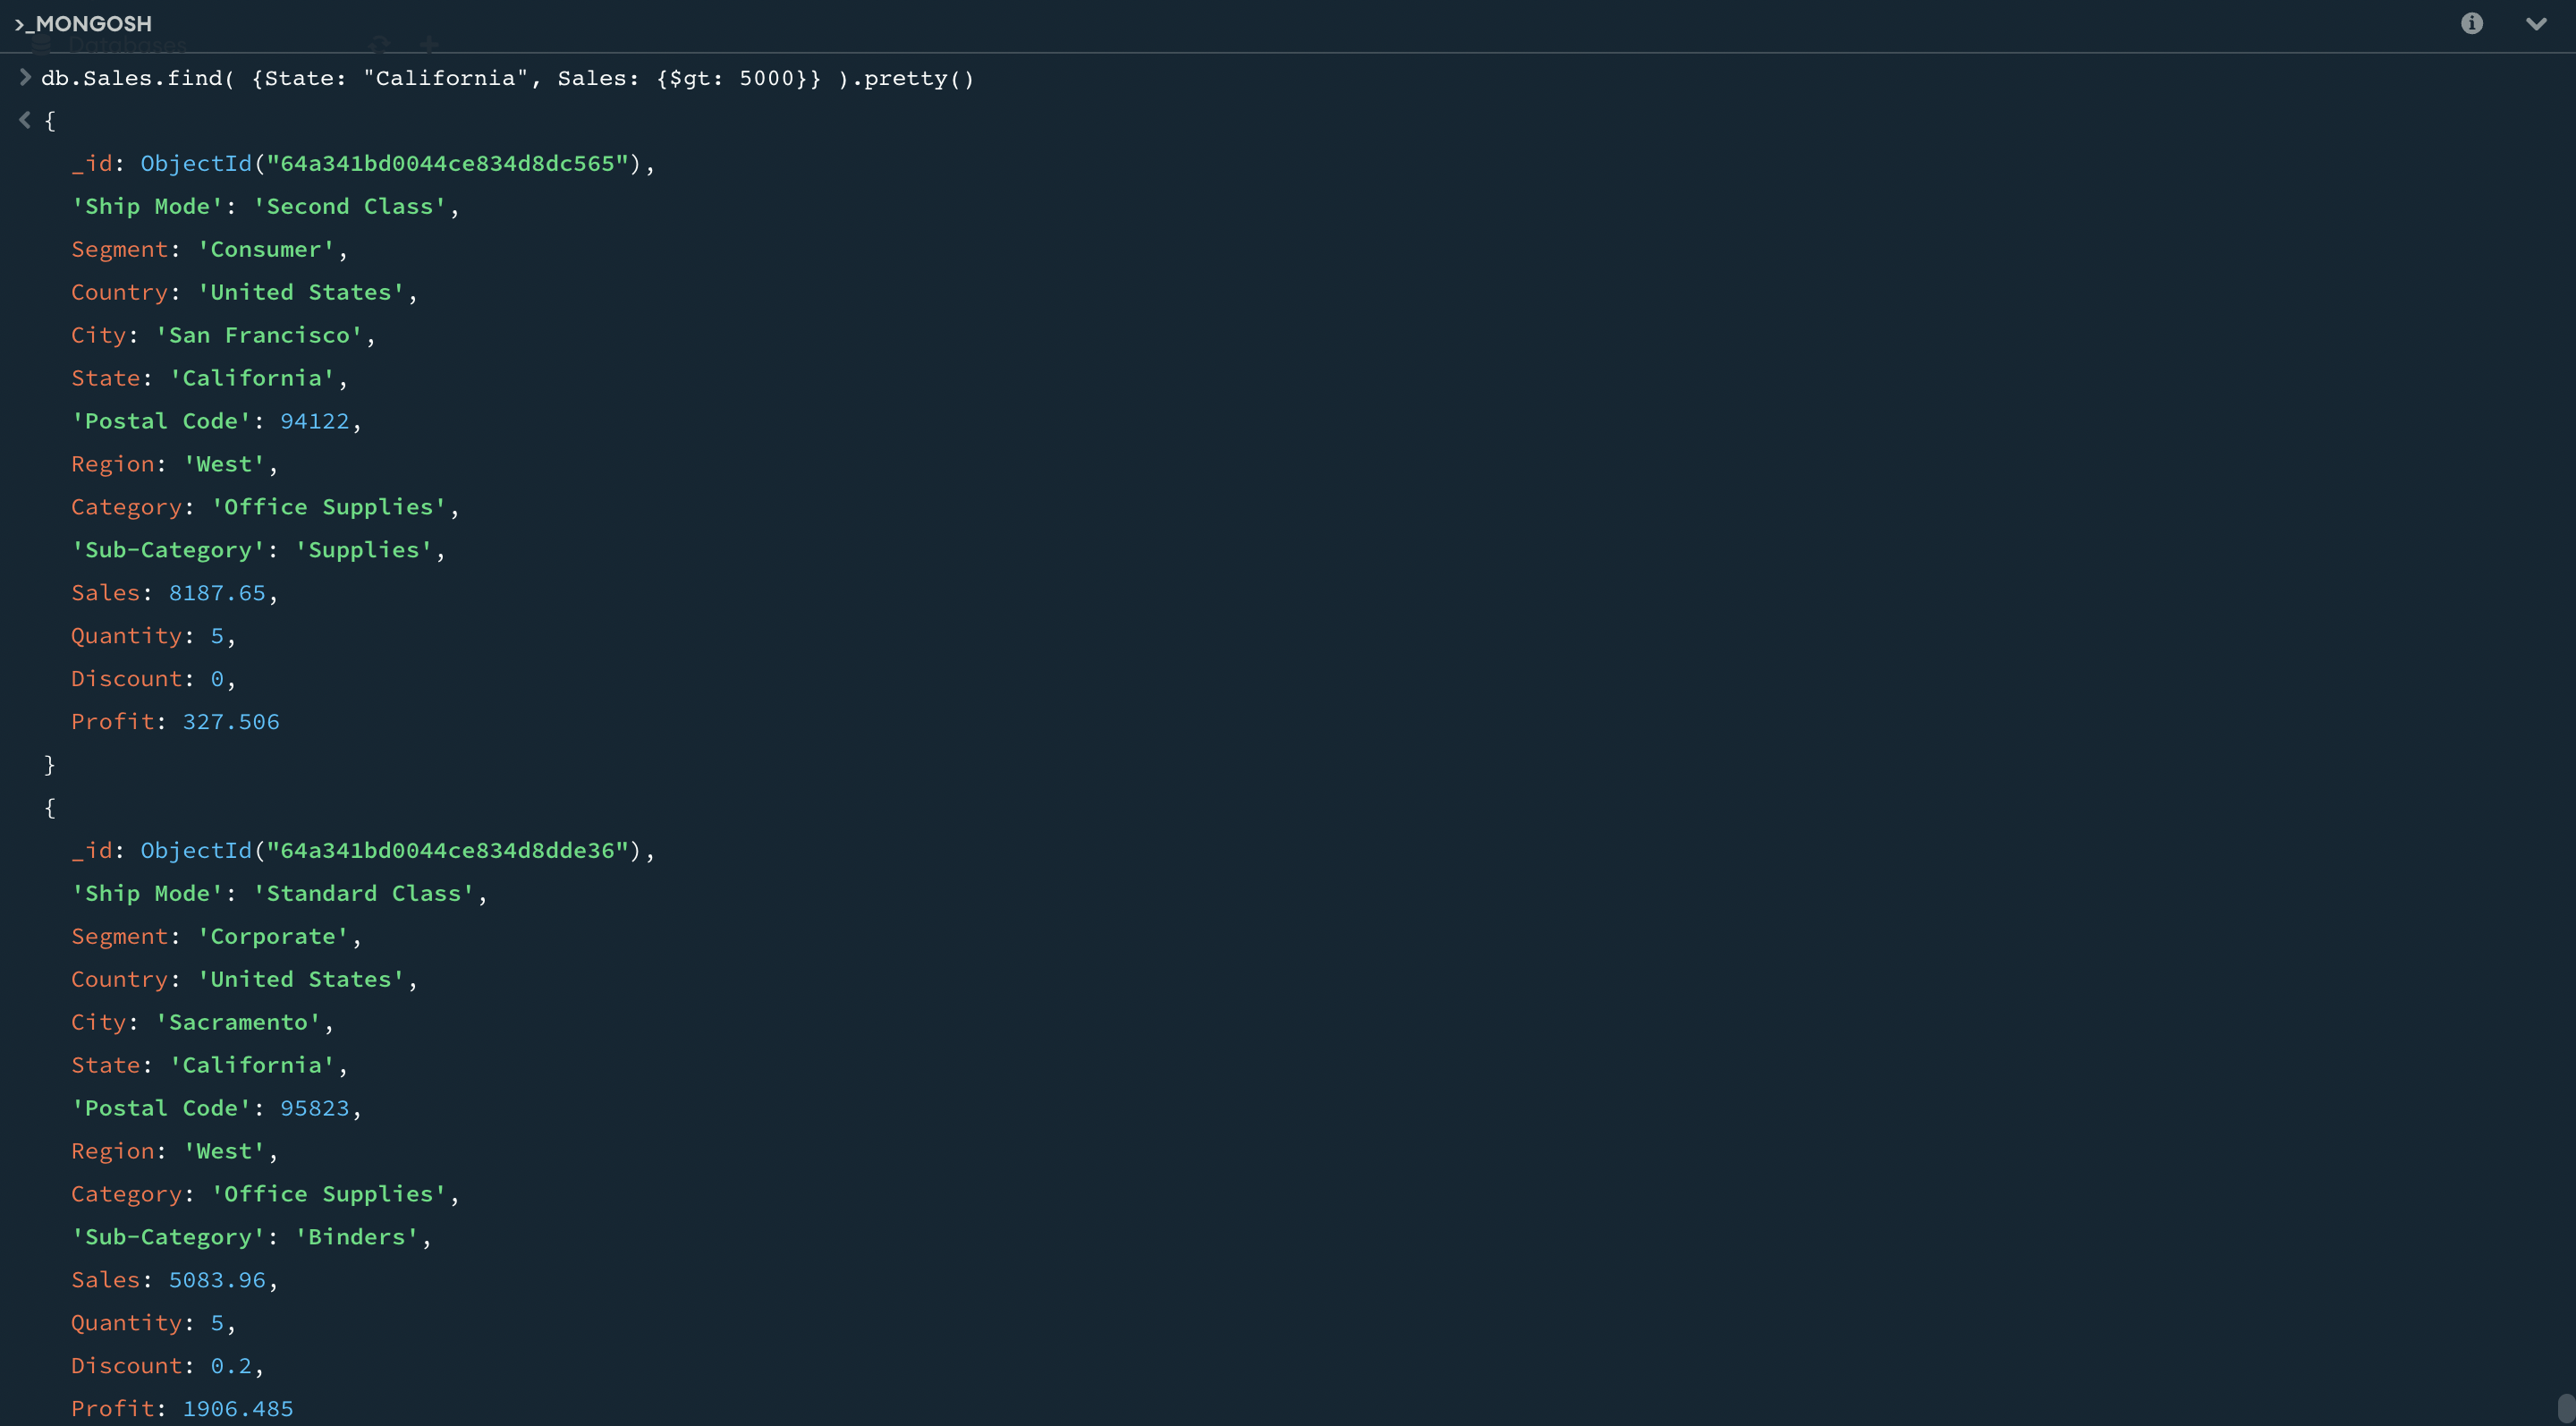 >_MONGOSH
Databases
db.Sales.find( {State: "California", Sales: {$gt: 5000}} ).pretty()
{
_id: ObjectId("64a341bd0044ce834d8dc565"),
'Ship Mode': 'Second Class',
Segment: 'Consumer',
Country: 'United States',
City: 'San Francisco',
State: 'California',
'Postal Code': 94122,
Region: 'West',
Category: 'Office Supplies',
'Sub-Category': 'Supplies',
Sales: 8187.65,
Quantity: 5,
Discount: 0,
Profit: 327.506
}
{
_id: ObjectId("64a341bd0044ce834d8dde36"),
'Ship Mode': 'Standard Class',
Segment: 'Corporate',
Country: 'United States',
City: 'Sacramento',
State: 'California',
'Postal Code': 95823,
Region: 'West',
Category: 'Office Supplies',
'Sub-Category': 'Binders',
Sales: 5083.96,
Quantity: 5,
Discount: 0.2,
Profit: 1906.485